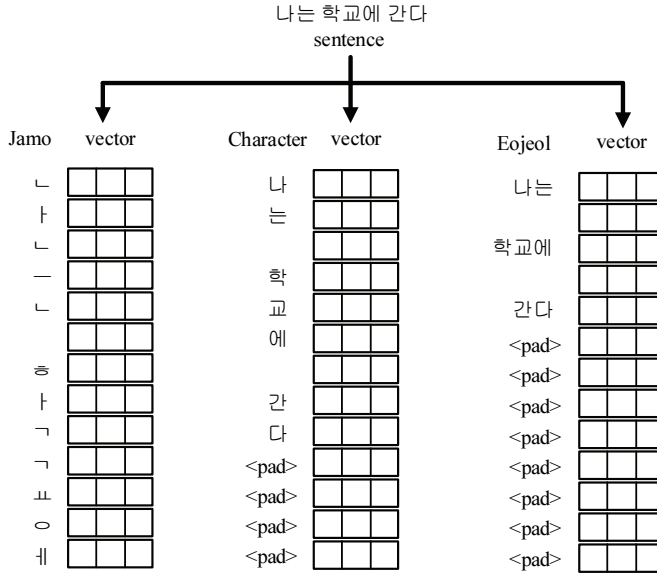 나는 학교에 간다
sentence
Jamo vector
ㄴ
ㅏ
ㄴ
ㅡ
ㄴ
ㅎ
ㅏ
ㄱ
ㄱ
ㅛ
ㅇ
ㅔ
Character vector
나
는
학
교
에
간
다
<pad>
<pad>
<pad>
<pad>
Eojeol vector
나는
학교에
간다
<pad>
<pad>
<pad>
<pad>
<pad>
<pad>
<pad>
<pad>